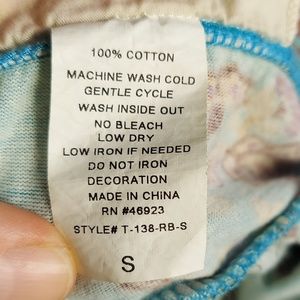 100% COTTON
MACHINE WASH COLD
GENTLE CYCLE
WASH INSIDE OUT
NO BLEACH
LOW DRY
LOW IRON IF NEEDED
DO NOT IRON
DECORATION
MADE IN CHINA
RN #46923
STYLE# T-138-RB-S
S